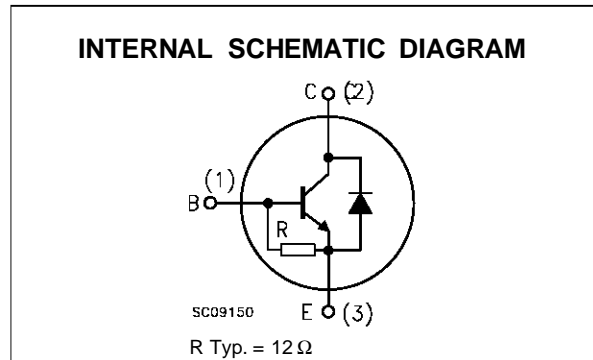 INTERNAL SCHEMATIC DIAGRAM
C (2)
(1)
B
R
SC09150
E (3)
R Typ. = 12 Ω